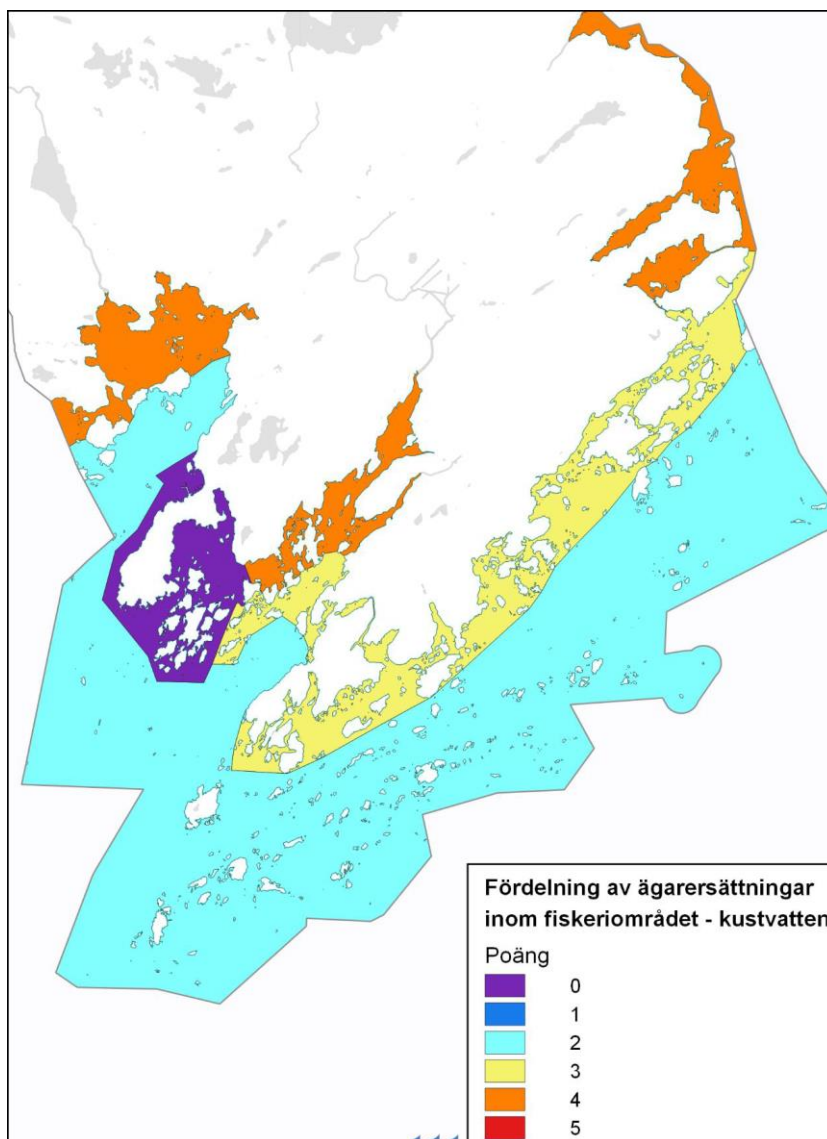 Fördelning av ägarersättningar
inom fiskeriområdet - kustvatten
Poäng
0
1
2
3
4
5